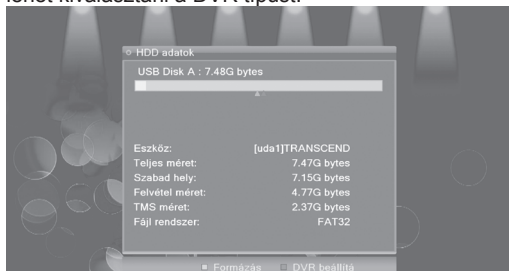 lehet kiválasztani a DVR típust.
HDD adatok
USB Disk A : 7.48G bytes
Eszköz: [uda1]TRANSCEND
Teljes méret: 7.47G bytes
Szabad hely: 7.15G bytes
Felvétel méret: 4.77G bytes
TMS méret: 2.37G bytes
Fájl rendszer: FAT32
Formázás DVR beállítá